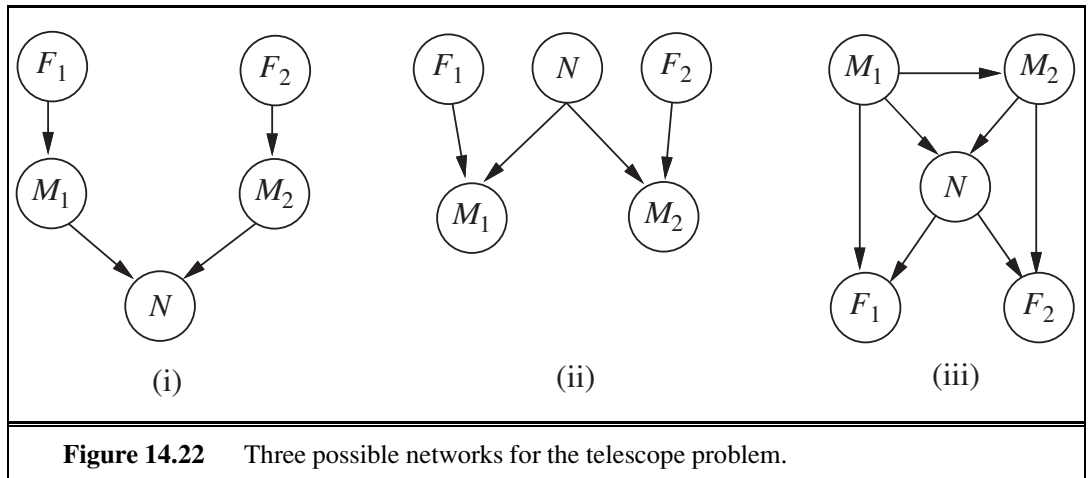 F1 F2
M1 M2
N
(i)
F1 N F2
M1 M2
(ii)
M1 M2
N
F1 F2
(iii)
Figure 14.22 Three possible networks for the telescope problem.